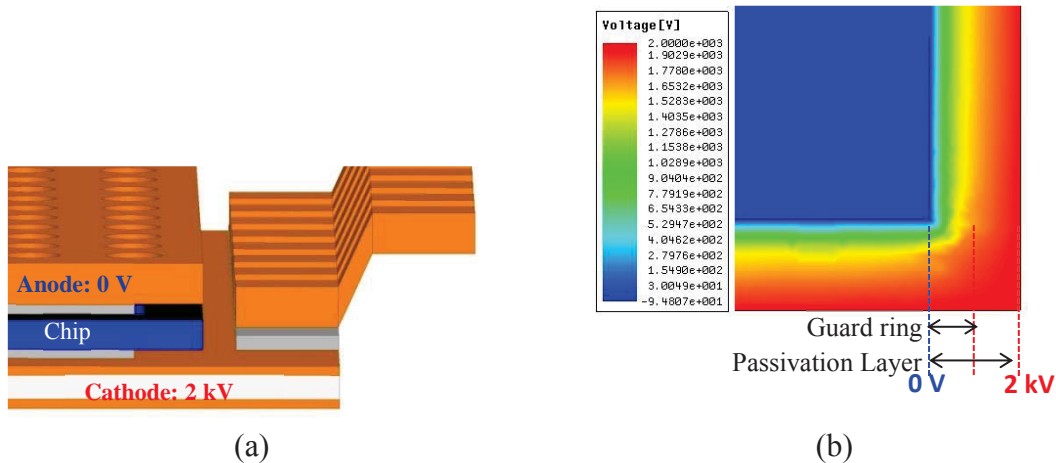 Anode: 0 V
Chip
Cathode: 2 kV
(a)
(b)
Voltage[V]
2.0000e+003
1.9029e+003
1.7780e+003
1.6532e+003
1.5283e+003
1.4035e+003
1.2786e+003
1.1538e+003
1.0289e+003
9.0404e+002
7.7919e+002
6.5433e+002
5.2947e+002
4.0462e+002
2.7976e+002
1.5490e+002
3.0049e+001
-9.4807e+001
Guard ring
Passivation Layer
0 V
2 kV